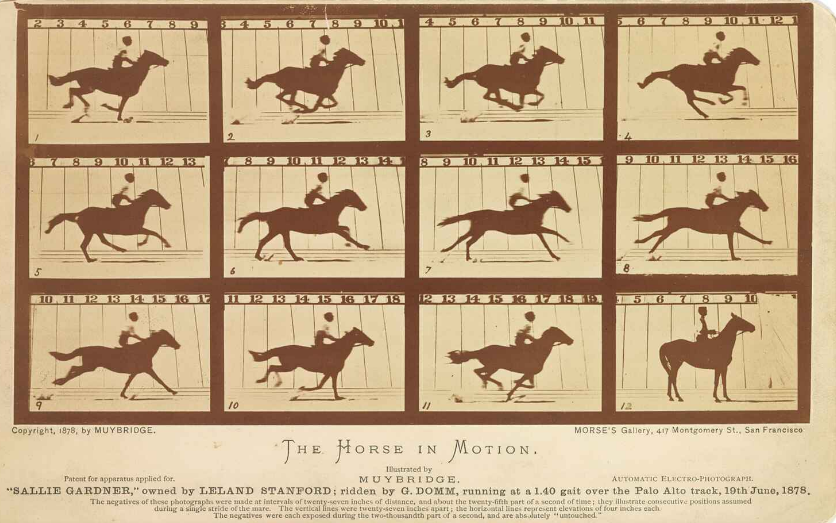 2 3 4 5 6 7 8 9
3 4 5 6 7 8 9 10 1
4 5 6 7 8 9 10 11
5 6 7 8 9 10 11 12 1
1
2
3
4
6 7 8 9 10 11 12 13
7 8 9 10 11 12 13 14 1
8 9 10 11 12 13 14 15
9 10 11 12 13 14 15 16
5
6
7
8
10 11 12 13 14 15 16 17
11 12 13 14 15 16 17 18
12 13 14 15 16 17 18 19
5 6 7 8 9 10
9
10
11
12
Copyright, 1878, by MUYBRIDGE.
MORSE'S Gallery, 417 Montgomery St., San Francisco
THE HORSE IN MOTION.
Illustrated by
MUYBRIDGE.
Patent for apparatus applied for.
AUTOMATIC ELECTRO-PHOTOGRAPH.
"SALLIE GARDNER," owned by LELAND STANFORD; ridden by G. DOMM, running at a 1.40 gait over the Palo Alto track, 19th June, 1878.
The negatives of these photographs were made at intervals of twenty-seven inches of distance, and about the twenty-fifth part of a second of time; they illustrate consecutive positions assumed
during a single stride of the mare. The vertical lines were twenty-seven inches apart; the horizontal lines represent elevations of four inches each.
The negatives were each exposed during the two-thousandth part of a second, and are absolutely "untouched."